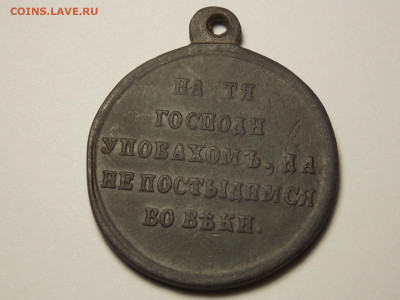 COINS.LAVE.RU
НА ТЯ
ГОСПОДИ
УПОВАХОМЪ, ДА
НЕ ПОСТЫДИМСЯ
ВО ВѢКИ.